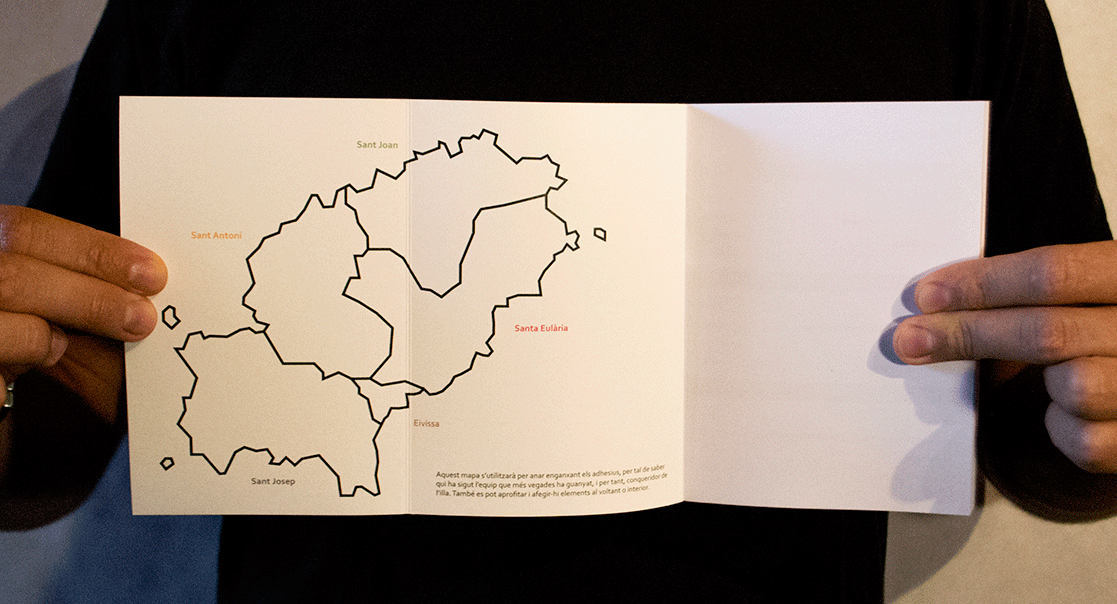 Sant Joan
Sant Antoni
Santa Eulària
Eivissa
Sant Josep
Aquest mapa s'utilitzarà per anar enganxant els adhesius, per tal de saber
qui ha sigut l'equip que més vegades ha guanyat, i per tant, conqueridor de
l'illa. També es pot aprofitar i afegir-hi elements al voltant o interior.